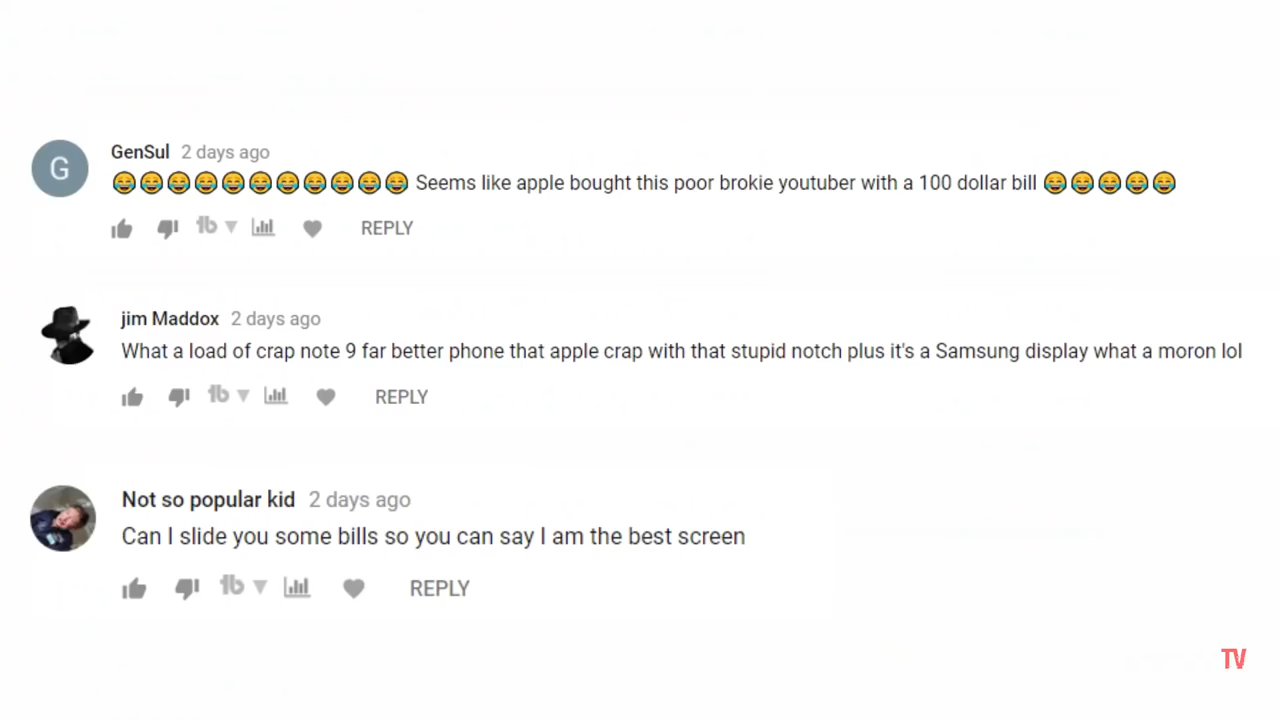 G
GenSul 2 days ago
😂😂😂😂😂😂😂😂😂😂😂 Seems like apple bought this poor brokie youtuber with a 100 dollar bill 😂😂😂😂😂
tb REPLY
jim Maddox 2 days ago
What a load of crap note 9 far better phone that apple crap with that stupid notch plus it's a Samsung display what a moron lol
tb REPLY
Not so popular kid 2 days ago
Can I slide you some bills so you can say I am the best screen
tb REPLY
TV